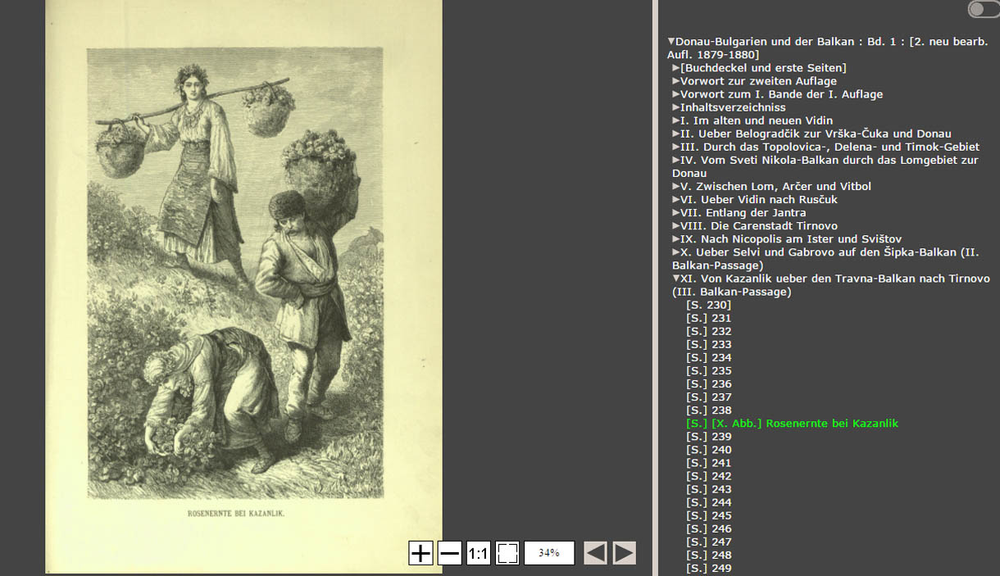 ROSENERNTE BEI KAZANLIK.
1:1
34%
Donau-Bulgarien und der Balkan : Bd. 1 : [2. neu bearb.
Aufl. 1879-1880]
[Buchdeckel und erste Seiten]
Vorwort zur zweiten Auflage
Vorwort zum I. Bande der I. Auflage
Inhaltsverzeichniss
I. Im alten und neuen Vidin
II. Ueber Belogradčik zur Vrška-Čuka und Donau
III. Durch das Topolovica-, Delena- und Timok-Gebiet
IV. Vom Sveti Nikola-Balkan durch das Lomgebiet zur
Donau
V. Zwischen Lom, Arčer und Vitbol
VI. Ueber Vidin nach Rusčuk
VII. Entlang der Jantra
VIII. Die Carenstadt Tirnovo
IX. Nach Nicopolis am Ister und Svištov
X. Ueber Selvi und Gabrovo auf den Šipka-Balkan (II.
Balkan-Passage)
XI. Von Kazanlik ueber den Travna-Balkan nach Tirnovo
(III. Balkan-Passage)
[S. 230]
[S.] 231
[S.] 232
[S.] 233
[S.] 234
[S.] 235
[S.] 236
[S.] 237
[S.] 238
[S.] [X. Abb.] Rosenernte bei Kazanlik
[S.] 239
[S.] 240
[S.] 241
[S.] 242
[S.] 243
[S.] 244
[S.] 245
[S.] 246
[S.] 247
[S.] 248
[S.] 249